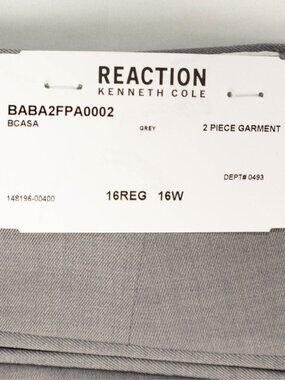 REACTION
KENNETH COLE
BABA2FPA0002
BCASA GREY 2 PIECE GARMENT
DEPT# 0493
148196-00400 16REG 16W